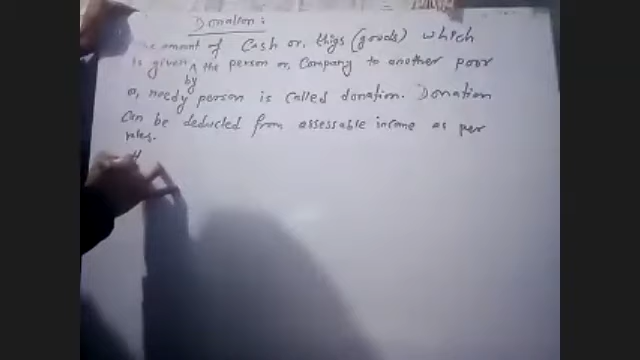 Donation:
amount of Cash or, thigs (goods) which
is given ^ the person or, Company to another poor
by
or, needy person is called donation. Donation
Can be deducted from assessable income as per
rules.